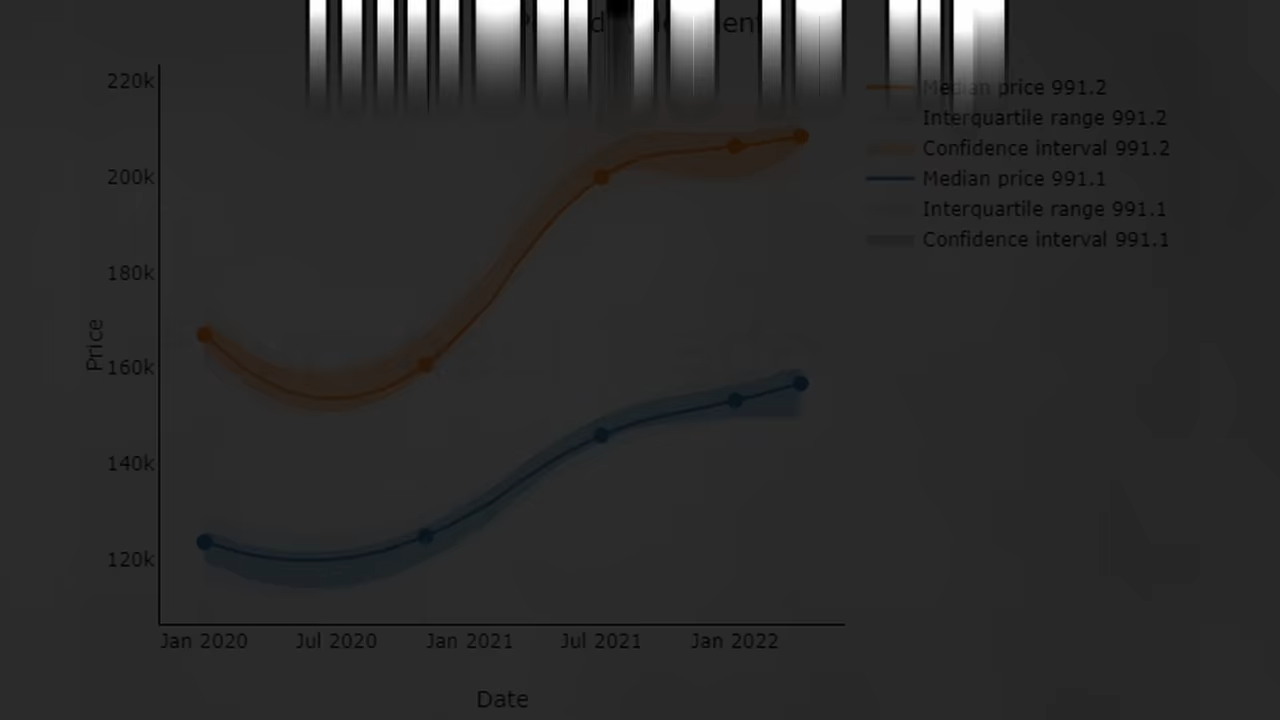 220k
200k
180k
160k
140k
120k
Price
Jan 2020
Jul 2020
Jan 2021
Jul 2021
Jan 2022
Date
Median price 991.2
Interquartile range 991.2
Confidence interval 991.2
Median price 991.1
Interquartile range 991.1
Confidence interval 991.1